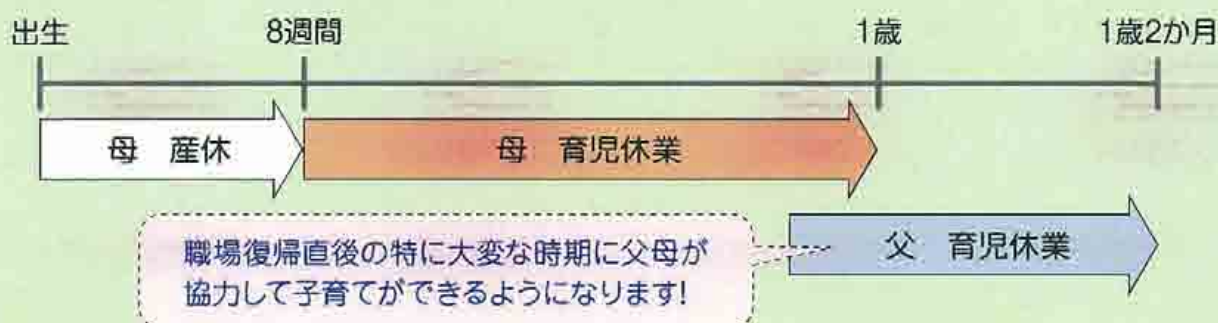 出生 8週間 1歳 1歳2か月
母 産休 母 育児休業
職場復帰直後の特に大変な時期に父母が
協力して子育てができるようになります!
父 育児休業